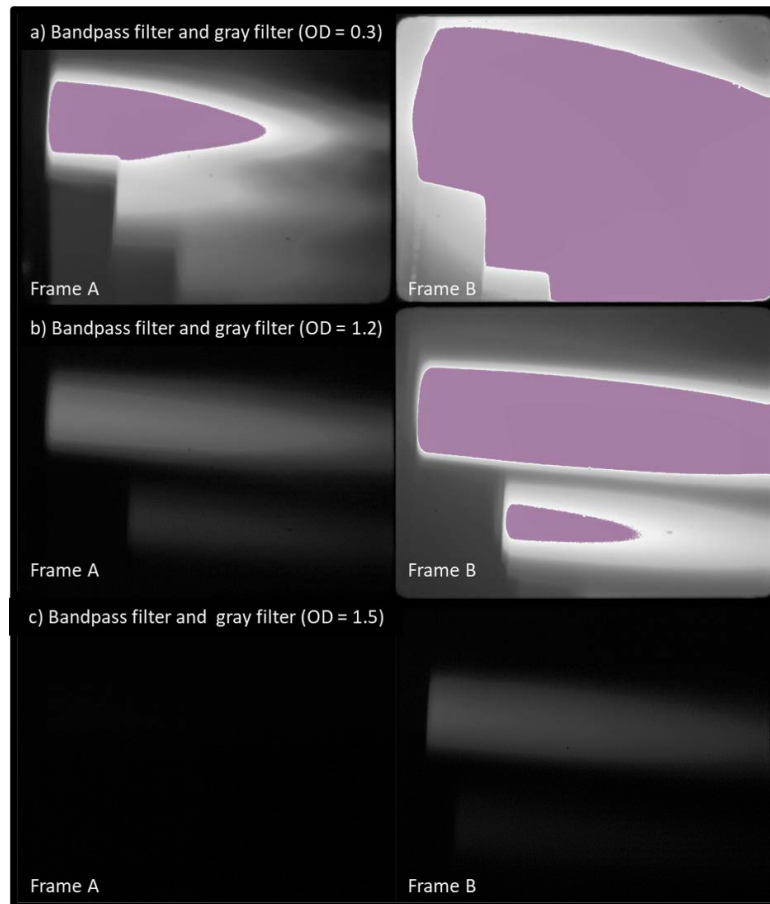 a) Bandpass filter and gray filter (OD = 0.3)
Frame A
Frame B
b) Bandpass filter and gray filter (OD = 1.2)
Frame A
Frame B
c) Bandpass filter and gray filter (OD = 1.5)
Frame A
Frame B